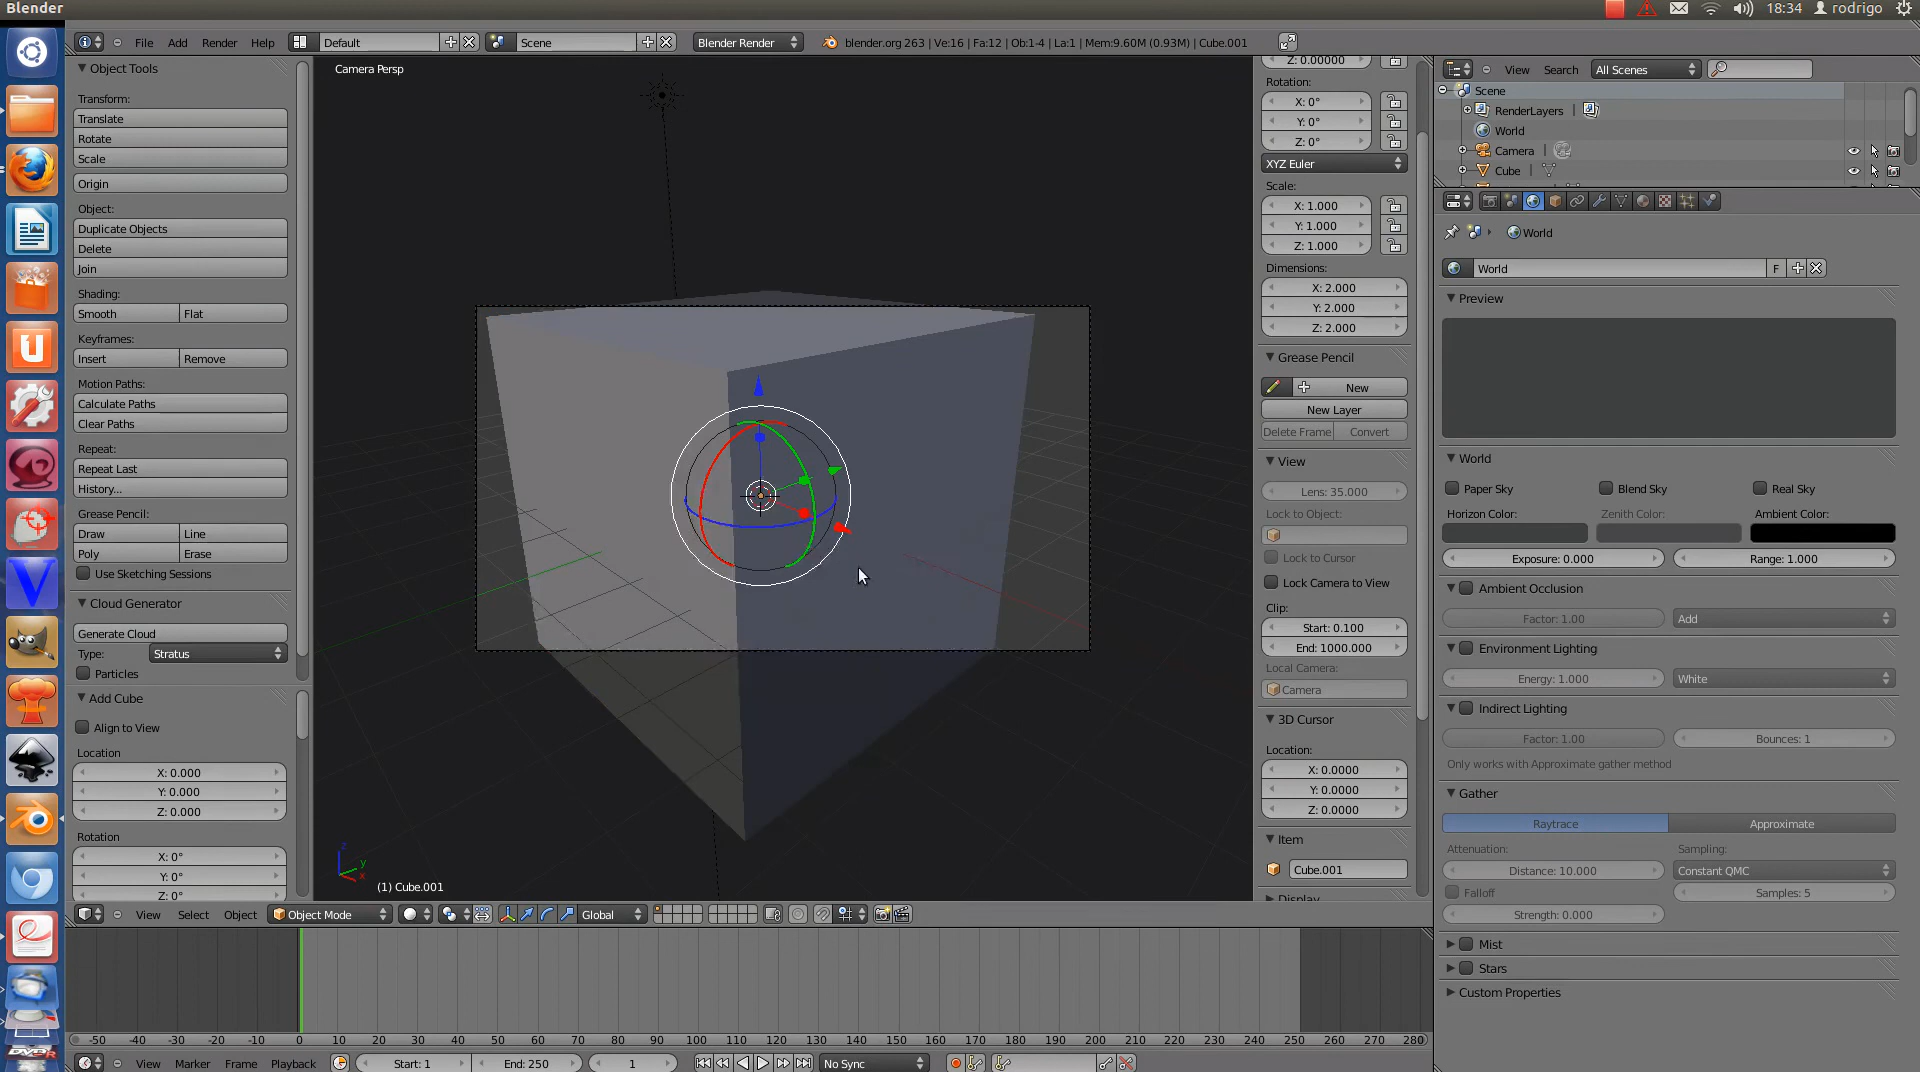 Blender
18:34
rodrigo
File Add Render Help
Default
Scene
Blender Render
blender.org 263 | Ve:16 | Fa:12 | Ob:1-4 | La:1 | Mem:9.60M (0.93M) | Cube.001
Object Tools
Transform:
Translate
Rotate
Scale
Origin
Object:
Duplicate Objects
Delete
Join
Shading:
Smooth
Flat
Keyframes:
Insert
Remove
Motion Paths:
Calculate Paths
Clear Paths
Repeat:
Repeat Last
History...
Grease Pencil:
Draw
Line
Poly
Erase
Use Sketching Sessions
Cloud Generator
Generate Cloud
Type:
Stratus
Particles
Add Cube
Align to View
Location
X: 0.000
Y: 0.000
Z: 0.000
Rotation
X: 0°
Y: 0°
Z: 0°
Camera Persp
z
y
x
(1) Cube.001
Z: 0.00000
Rotation:
X: 0°
Y: 0°
Z: 0°
XYZ Euler
Scale:
X: 1.000
Y: 1.000
Z: 1.000
Dimensions:
X: 2.000
Y: 2.000
Z: 2.000
Grease Pencil
New
New Layer
Delete Frame
Convert
View
Lens: 35.000
Lock to Object:
Lock to Cursor
Lock Camera to View
Clip:
Start: 0.100
End: 1000.000
Local Camera:
Camera
3D Cursor
Location:
X: 0.0000
Y: 0.0000
Z: 0.0000
Item
Cube.001
Display
View Search
All Scenes
Scene
RenderLayers
World
Camera
Cube
World
World
F
Preview
World
Paper Sky
Blend Sky
Real Sky
Horizon Color:
Zenith Color:
Ambient Color:
Exposure: 0.000
Range: 1.000
Ambient Occlusion
Factor: 1.00
Add
Environment Lighting
Energy: 1.000
White
Indirect Lighting
Factor: 1.00
Bounces: 1
Only works with Approximate gather method
Gather
Raytrace
Approximate
Attenuation:
Sampling:
Distance: 10.000
Constant QMC
Falloff
Samples: 5
Strength: 0.000
Mist
Stars
Custom Properties
View Select Object
Object Mode
Global
-50 -40 -30 -20 -10 0 10 20 30 40 50 60 70 80 90 100 110 120 130 140 150 160 170 180 190 200 210 220 230 240 250 260 270 280
View Marker Frame Playback
Start: 1
End: 250
1
No Sync